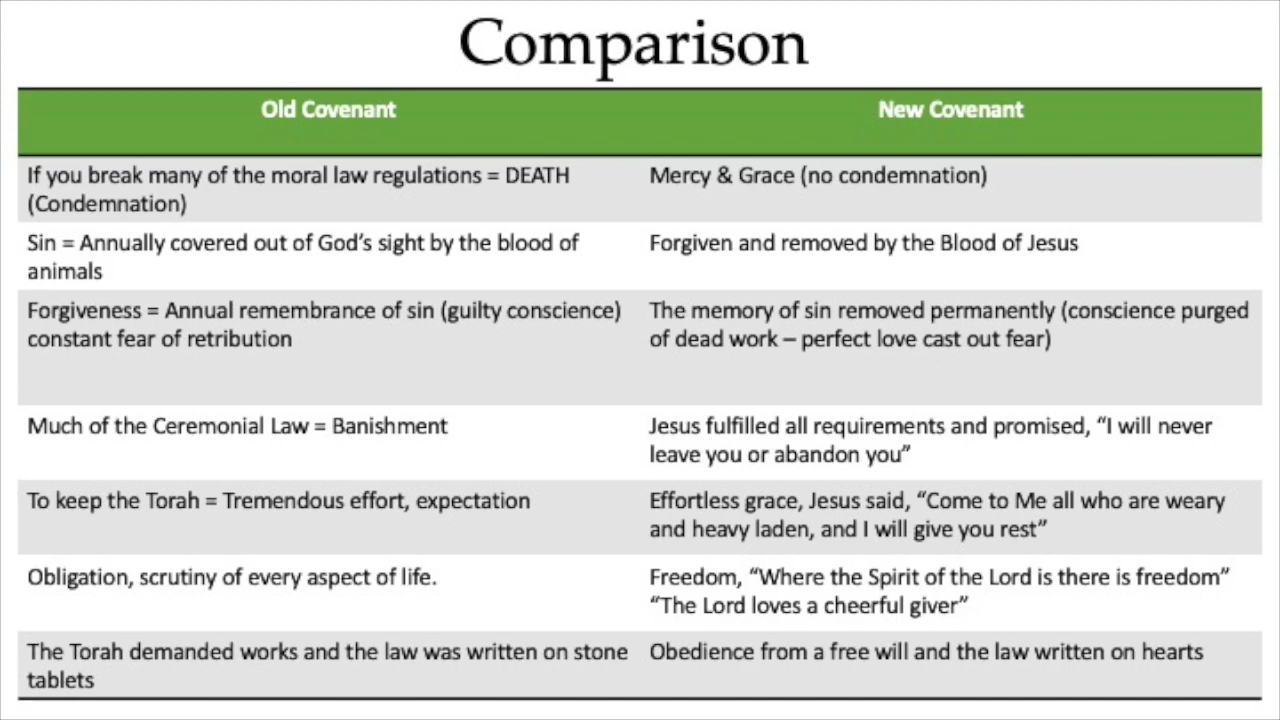 Comparison
Old Covenant
New Covenant
If you break many of the moral law regulations = DEATH
(Condemnation)
Mercy & Grace (no condemnation)
Sin = Annually covered out of God’s sight by the blood of
animals
Forgiven and removed by the Blood of Jesus
Forgiveness = Annual remembrance of sin (guilty conscience)
constant fear of retribution
The memory of sin removed permanently (conscience purged
of dead work – perfect love cast out fear)
Much of the Ceremonial Law = Banishment
Jesus fulfilled all requirements and promised, “I will never
leave you or abandon you”
To keep the Torah = Tremendous effort, expectation
Effortless grace, Jesus said, “Come to Me all who are weary
and heavy laden, and I will give you rest”
Obligation, scrutiny of every aspect of life.
Freedom, “Where the Spirit of the Lord is there is freedom”
“The Lord loves a cheerful giver”
The Torah demanded works and the law was written on stone
tablets
Obedience from a free will and the law written on hearts